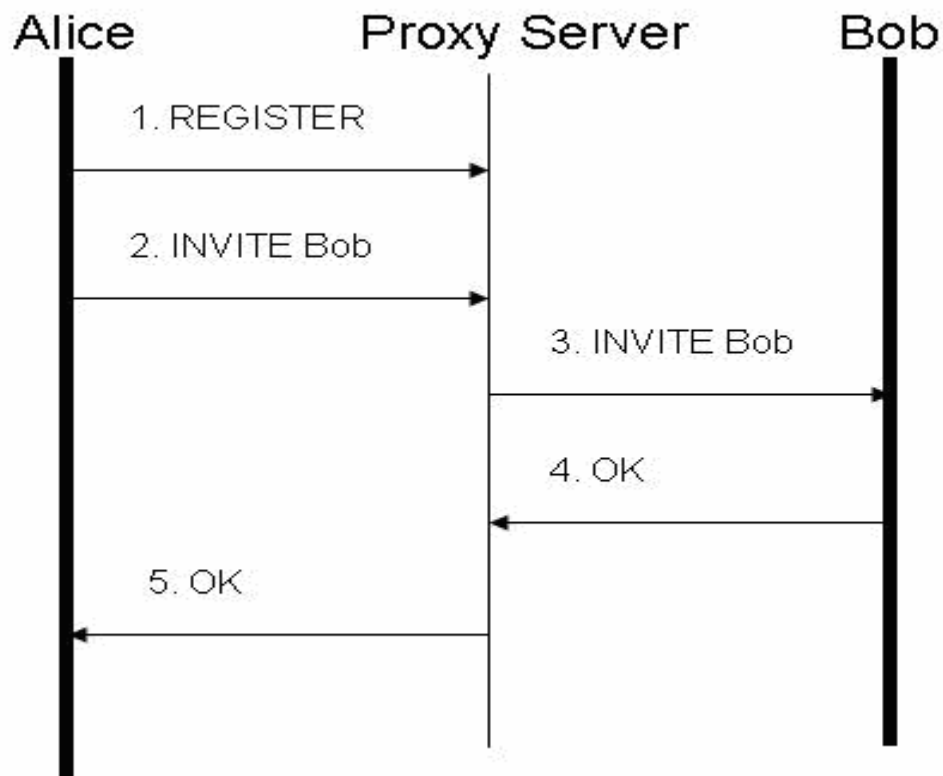 Alice
Proxy Server
Bob
1. REGISTER
2. INVITE Bob
3. INVITE Bob
4. OK
5. OK